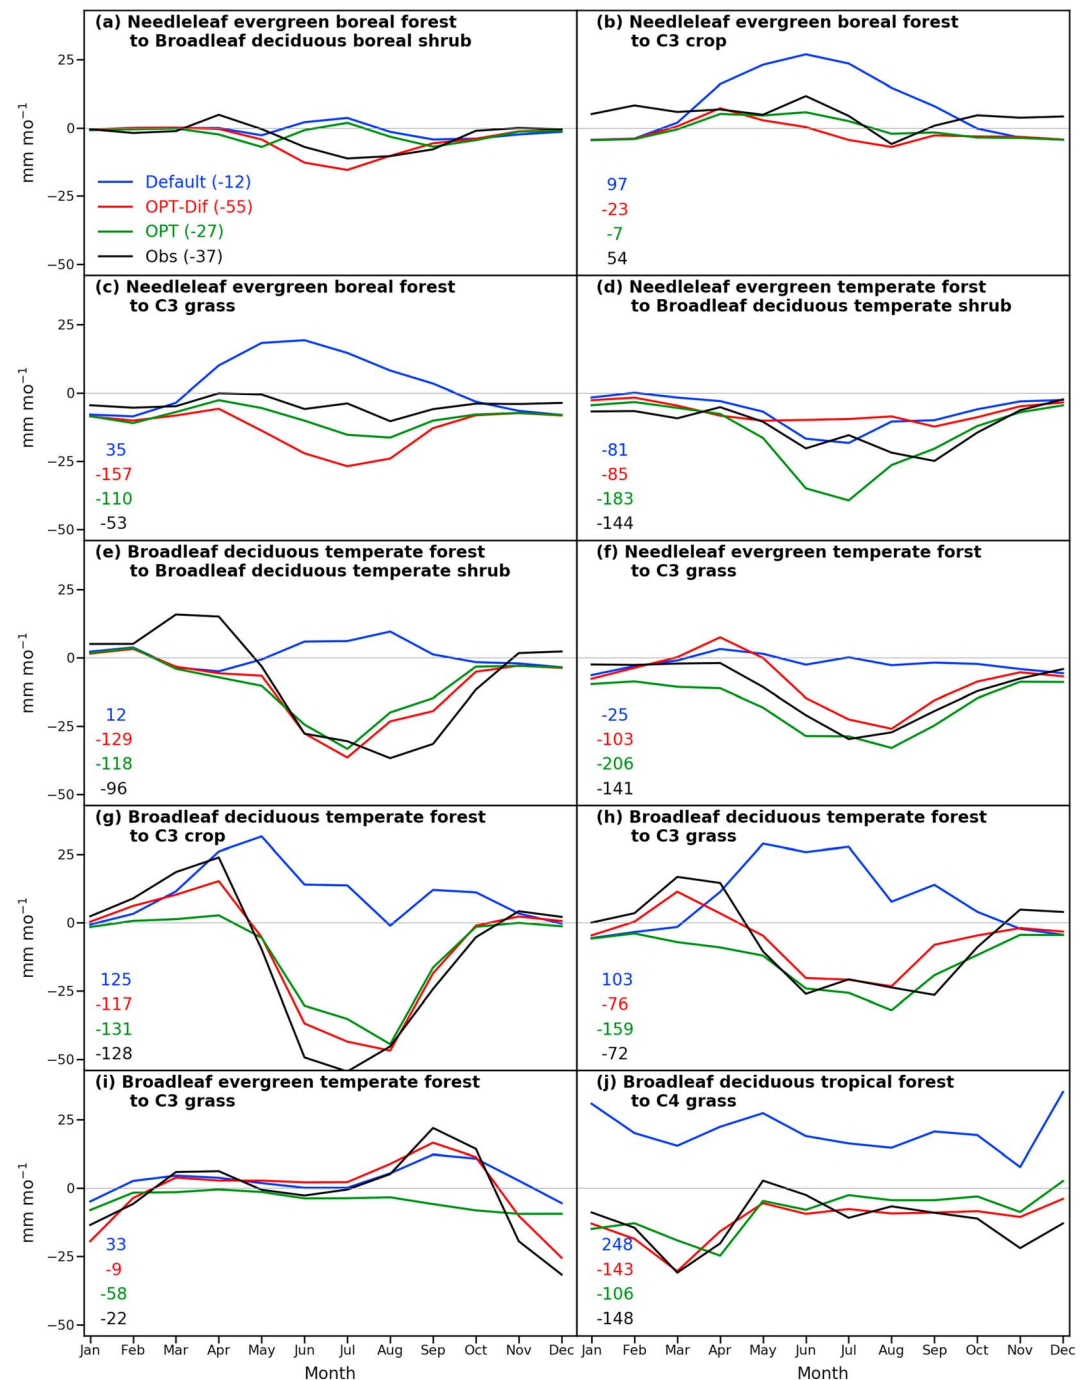 (a) Needleleaf evergreen boreal forest
to Broadleaf deciduous boreal shrub
25
0
−25
−50
mm mo⁻¹
Default (-12)
OPT-Dif (-55)
OPT (-27)
Obs (-37)
(b) Needleleaf evergreen boreal forest
to C3 crop
97
-23
-7
54
(c) Needleleaf evergreen boreal forest
to C3 grass
25
0
−25
−50
mm mo⁻¹
35
-157
-110
-53
(d) Needleleaf evergreen temperate forst
to Broadleaf deciduous temperate shrub
-81
-85
-183
-144
(e) Broadleaf deciduous temperate forest
to Broadleaf deciduous temperate shrub
25
0
−25
−50
mm mo⁻¹
12
-129
-118
-96
(f) Needleleaf evergreen temperate forst
to C3 grass
-25
-103
-206
-141
(g) Broadleaf deciduous temperate forest
to C3 crop
25
0
−25
−50
mm mo⁻¹
125
-117
-131
-128
(h) Broadleaf deciduous temperate forest
to C3 grass
103
-76
-159
-72
(i) Broadleaf evergreen temperate forest
to C3 grass
25
0
−25
−50
mm mo⁻¹
33
-9
-58
-22
(j) Broadleaf deciduous tropical forest
to C4 grass
248
-143
-106
-148
Jan Feb Mar Apr May Jun Jul Aug Sep Oct Nov Dec
Month
Jan Feb Mar Apr May Jun Jul Aug Sep Oct Nov Dec
Month